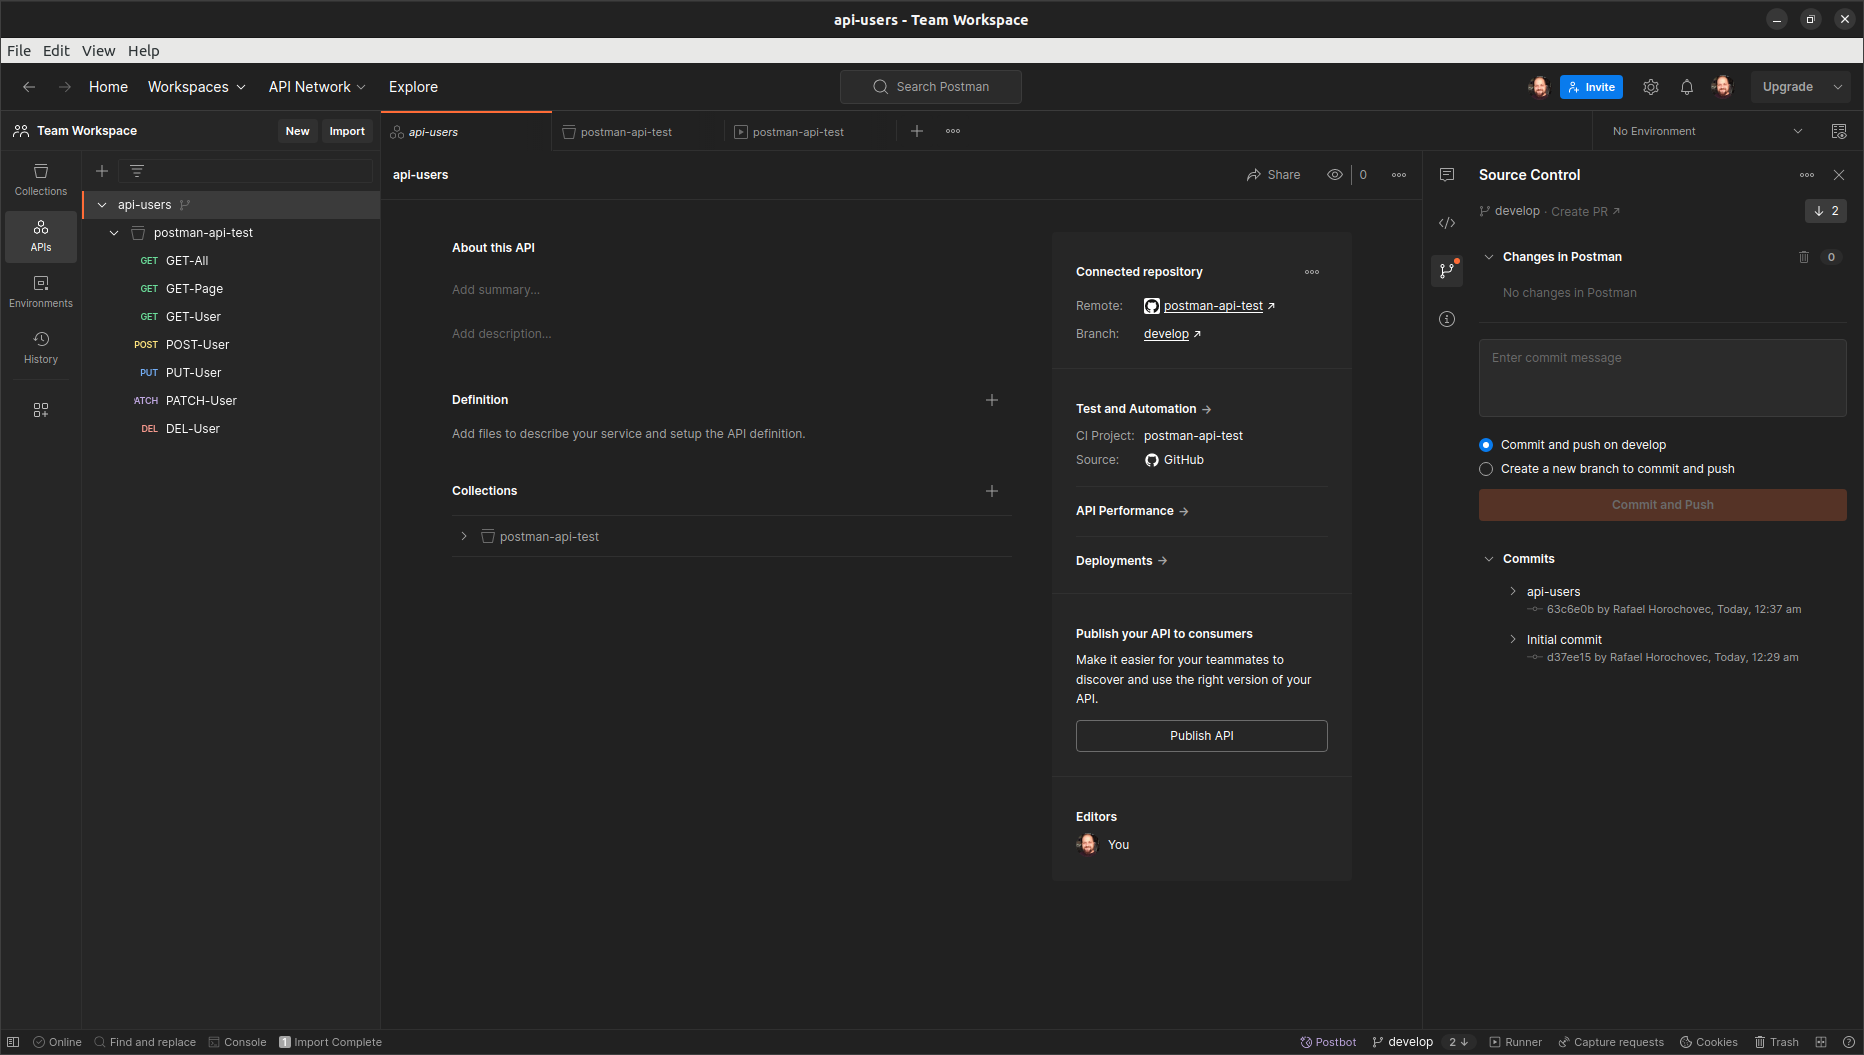 api-users - Team Workspace
File Edit View Help
Home Workspaces API Network Explore
Search Postman
Invite
Upgrade
Team Workspace
New Import
api-users
postman-api-test
postman-api-test
No Environment
Collections
APIs
Environments
History
api-users
postman-api-test
GET GET-All
GET GET-Page
GET GET-User
POST POST-User
PUT PUT-User
PATCH PATCH-User
DEL DEL-User
api-users
Share
0
About this API
Add summary...
Add description...
Definition
Add files to describe your service and setup the API definition.
Collections
postman-api-test
Connected repository
Remote: postman-api-test ↗
Branch: develop ↗
Test and Automation →
CI Project: postman-api-test
Source: GitHub
API Performance →
Deployments →
Publish your API to consumers
Make it easier for your teammates to
discover and use the right version of your
API.
Publish API
Editors
You
Source Control
develop · Create PR ↗
↓ 2
Changes in Postman
0
No changes in Postman
Enter commit message
Commit and push on develop
Create a new branch to commit and push
Commit and Push
Commits
api-users
63c6e0b by Rafael Horochovec, Today, 12:37 am
Initial commit
d37ee15 by Rafael Horochovec, Today, 12:29 am
Online Find and replace Console 1 Import Complete
Postbot develop 2 ↓ Runner Capture requests Cookies Trash